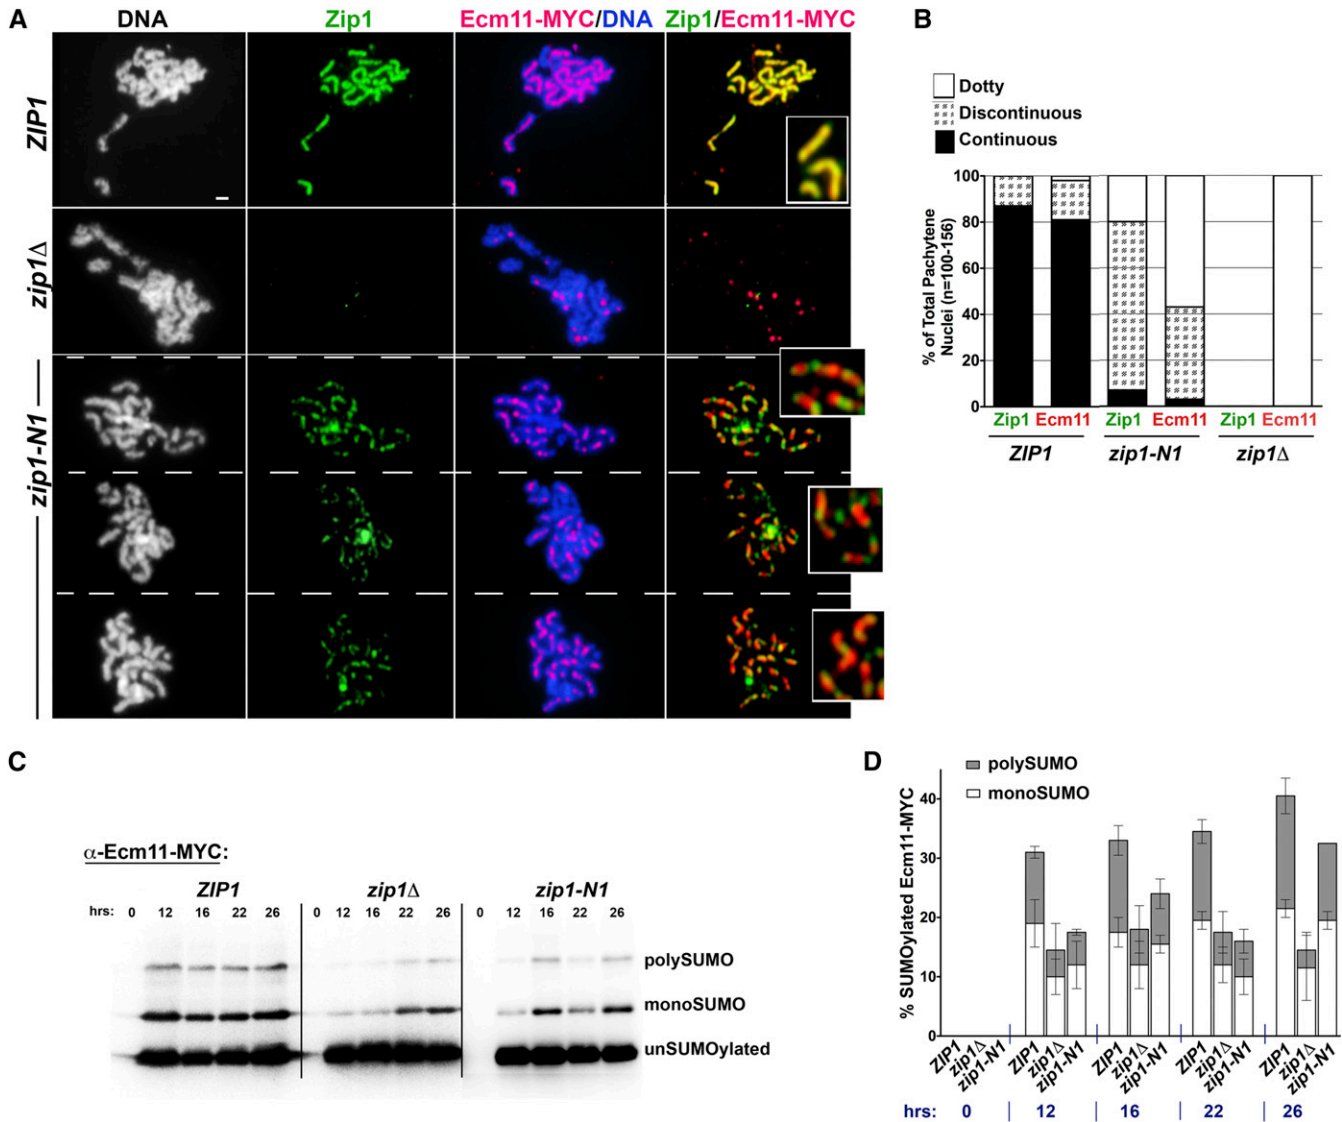 A
DNA
Zip1
Ecm11-MYC/DNA
Zip1/Ecm11-MYC
ZIP1
zip1Δ
zip1-N1
B
Dotty
Discontinuous
Continuous
% of Total Pachytene
Nuclei (n=100-156)
100
80
60
40
20
0
Zip1 Ecm11 Zip1 Ecm11 Zip1 Ecm11
ZIP1 zip1-N1 zip1Δ
C
α-Ecm11-MYC:
ZIP1 zip1Δ zip1-N1
hrs: 0 12 16 22 26 0 12 16 22 26 0 12 16 22 26
polySUMO
monoSUMO
unSUMOylated
D
polySUMO
monoSUMO
% SUMOylated Ecm11-MYC
40
30
20
10
0
ZIP1 zip1Δ zip1-N1 ZIP1 zip1Δ zip1-N1 ZIP1 zip1Δ zip1-N1 ZIP1 zip1Δ zip1-N1 ZIP1 zip1Δ zip1-N1
hrs: 0 12 16 22 26